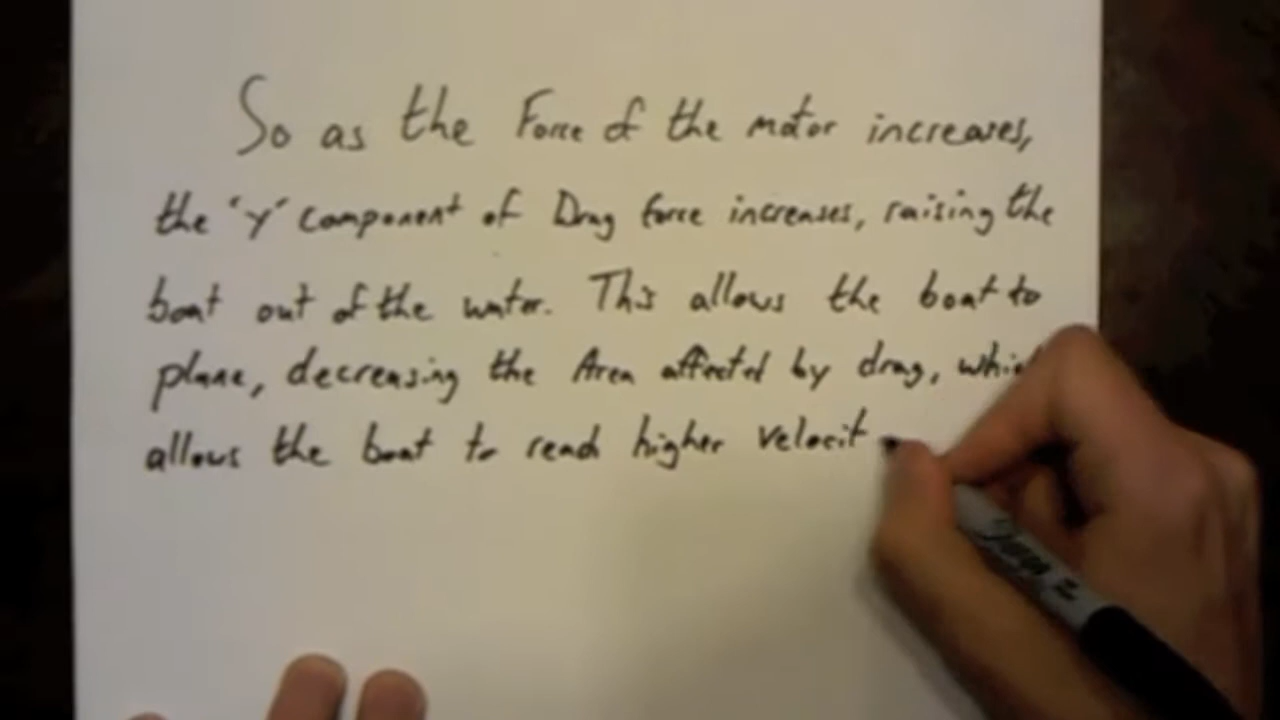 So as the Force of the motor increases,
the 'y' component of Drag force increases, raising the
boat out of the water. This allows the boat to
plane, decreasing the Area affected by drag, whic
allows the boat to reach higher velocit